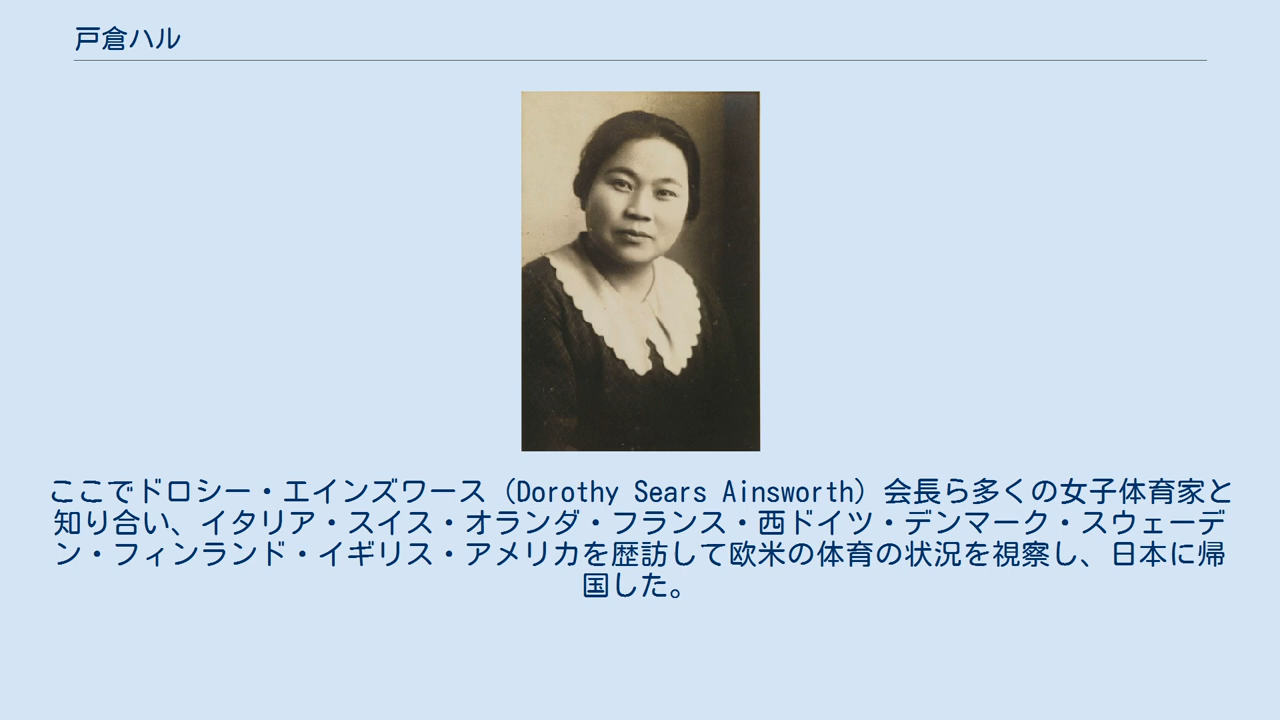 戸倉ハル
ここでドロシー・エインズワース（Dorothy Sears Ainsworth）会長ら多くの女子体育家と
知り合い、イタリア・スイス・オランダ・フランス・西ドイツ・デンマーク・スウェーデ
ン・フィンランド・イギリス・アメリカを歴訪して欧米の体育の状況を視察し、日本に帰
国した。